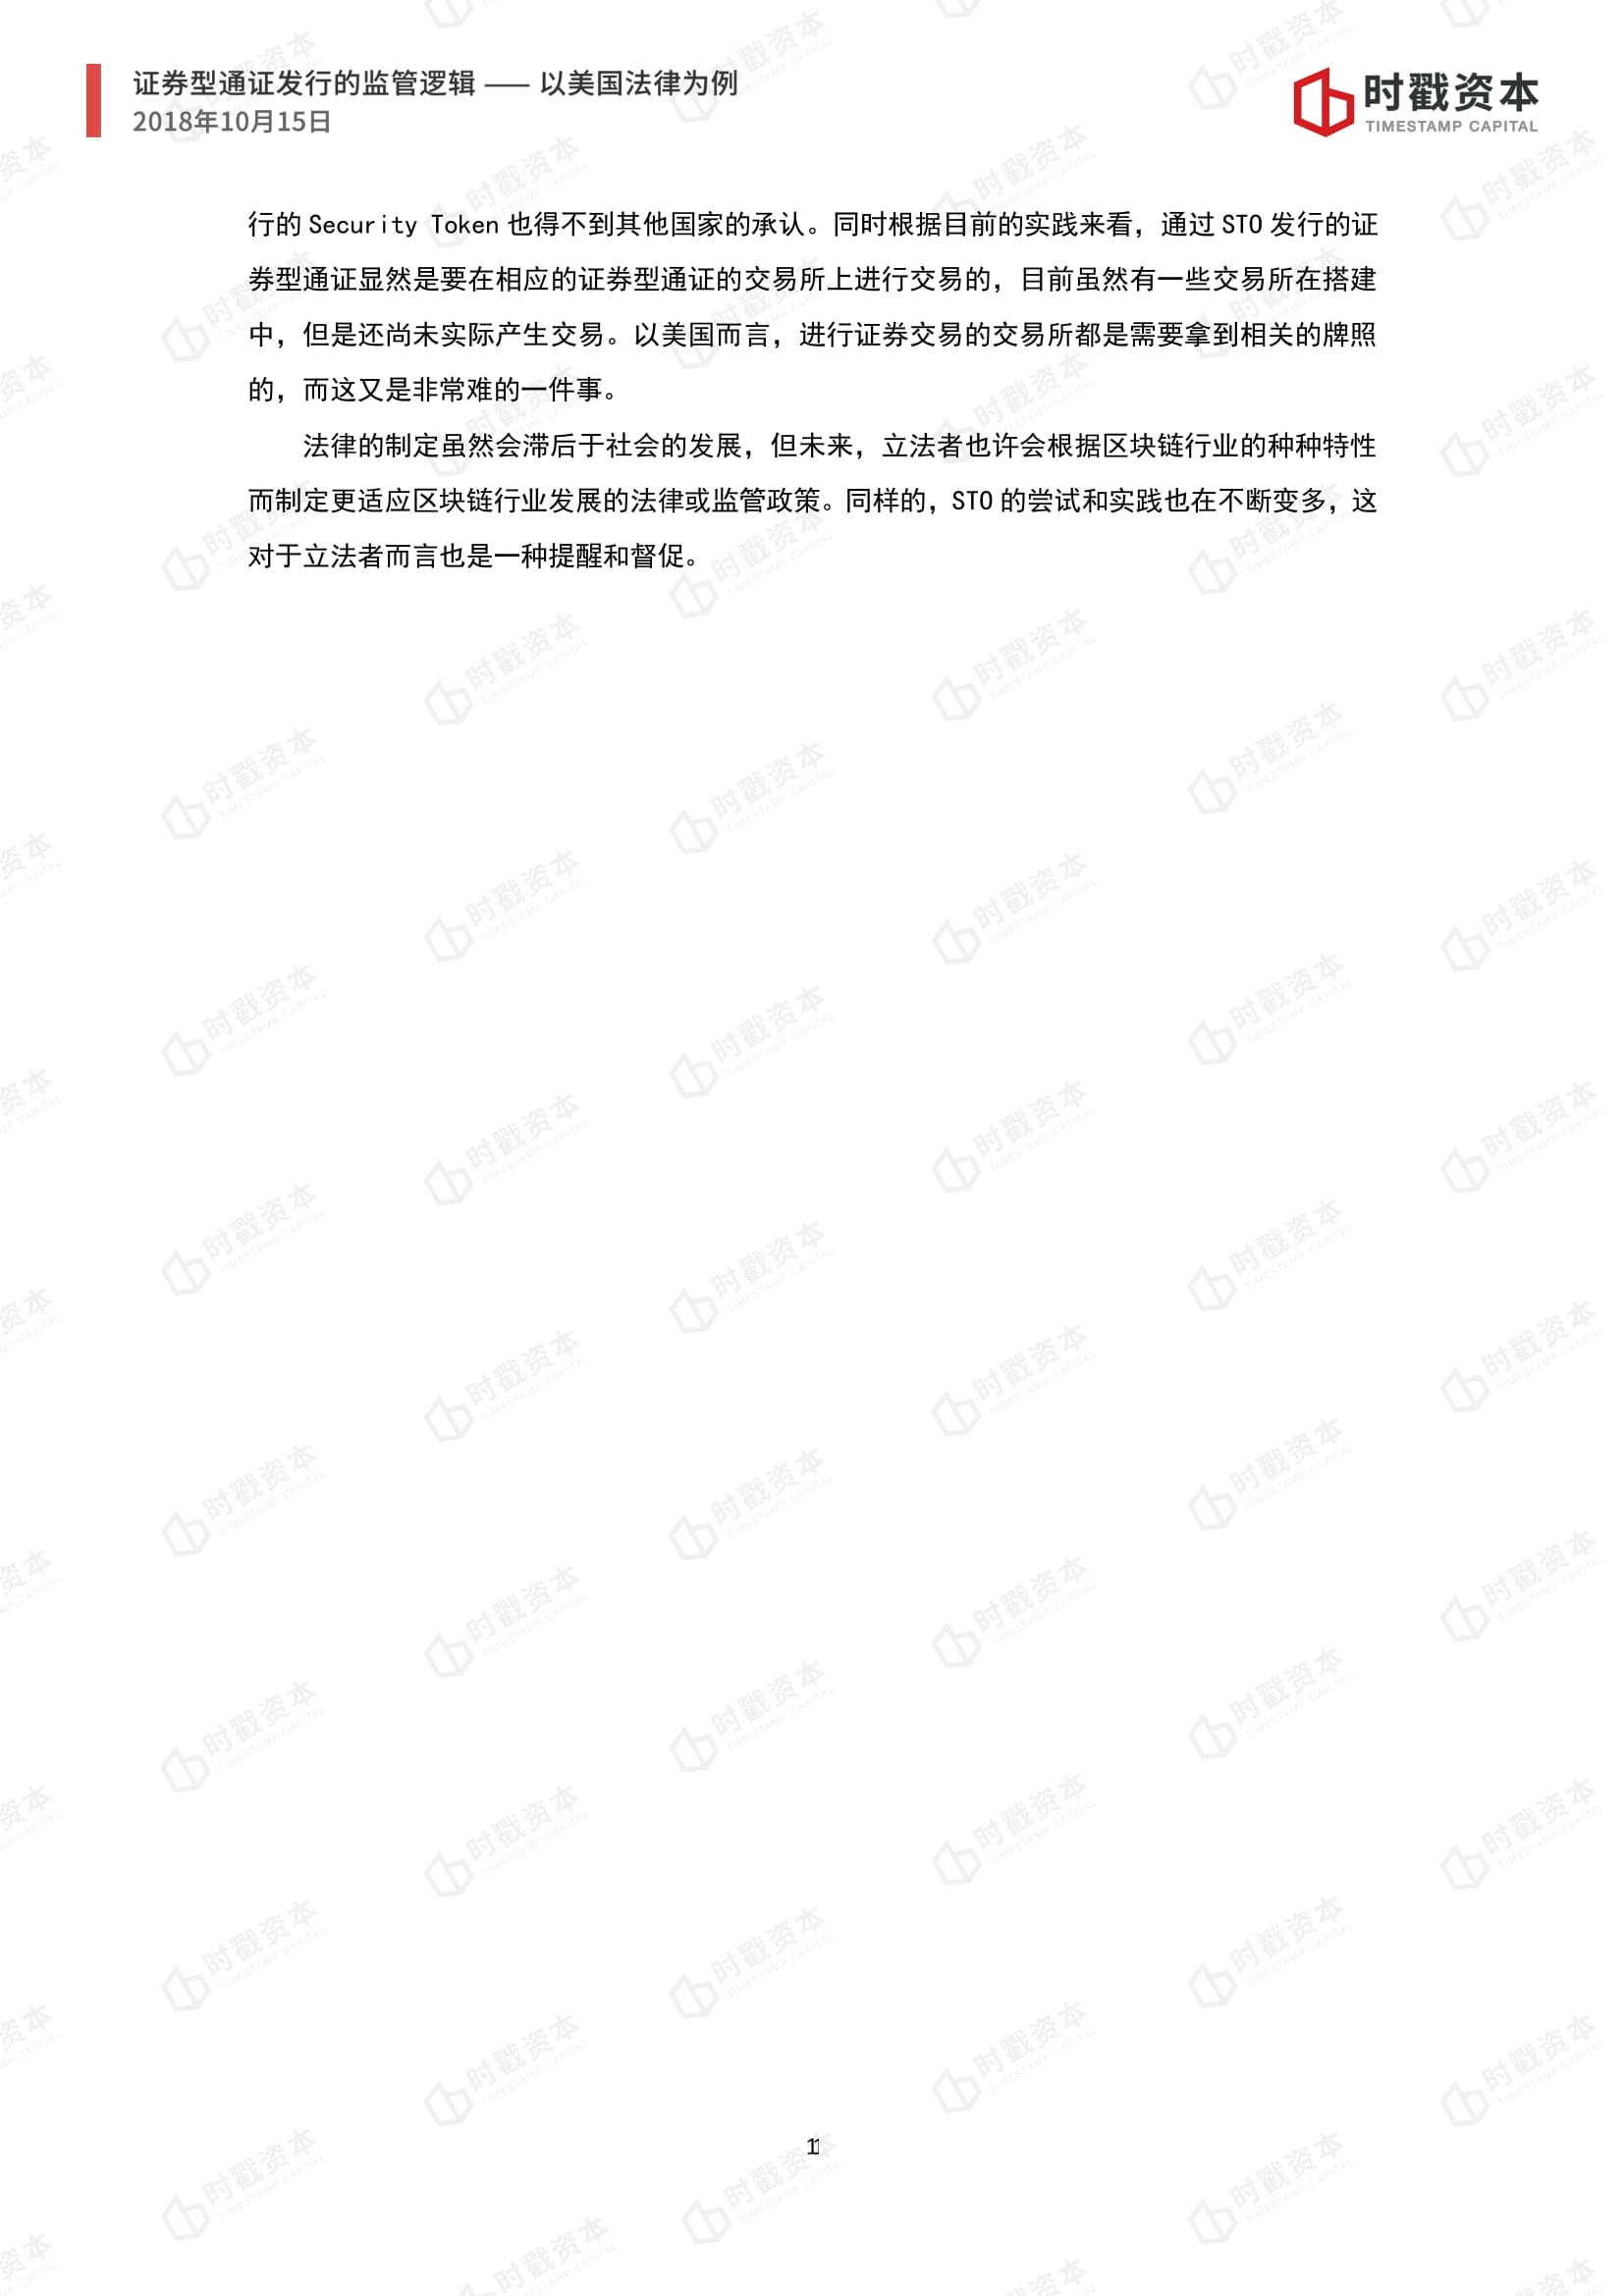 证券型通证发行的监管逻辑 —— 以美国法律为例
2018年10月15日
时戳资本
TIMESTAMP CAPITAL
行的 Security Token 也得不到其他国家的承认。同时根据目前的实践来看，通过 STO 发行的证
券型通证显然是要在相应的证券型通证的交易所上进行交易的，目前虽然有一些交易所在搭建
中，但是还尚未实际产生交易。以美国而言，进行证券交易的交易所都是需要拿到相关的牌照
的，而这又是非常难的一件事。
法律的制定虽然会滞后于社会的发展，但未来，立法者也许会根据区块链行业的种种特性
而制定更适应区块链行业发展的法律或监管政策。同样的，STO 的尝试和实践也在不断变多，这
对于立法者而言也是一种提醒和督促。
11